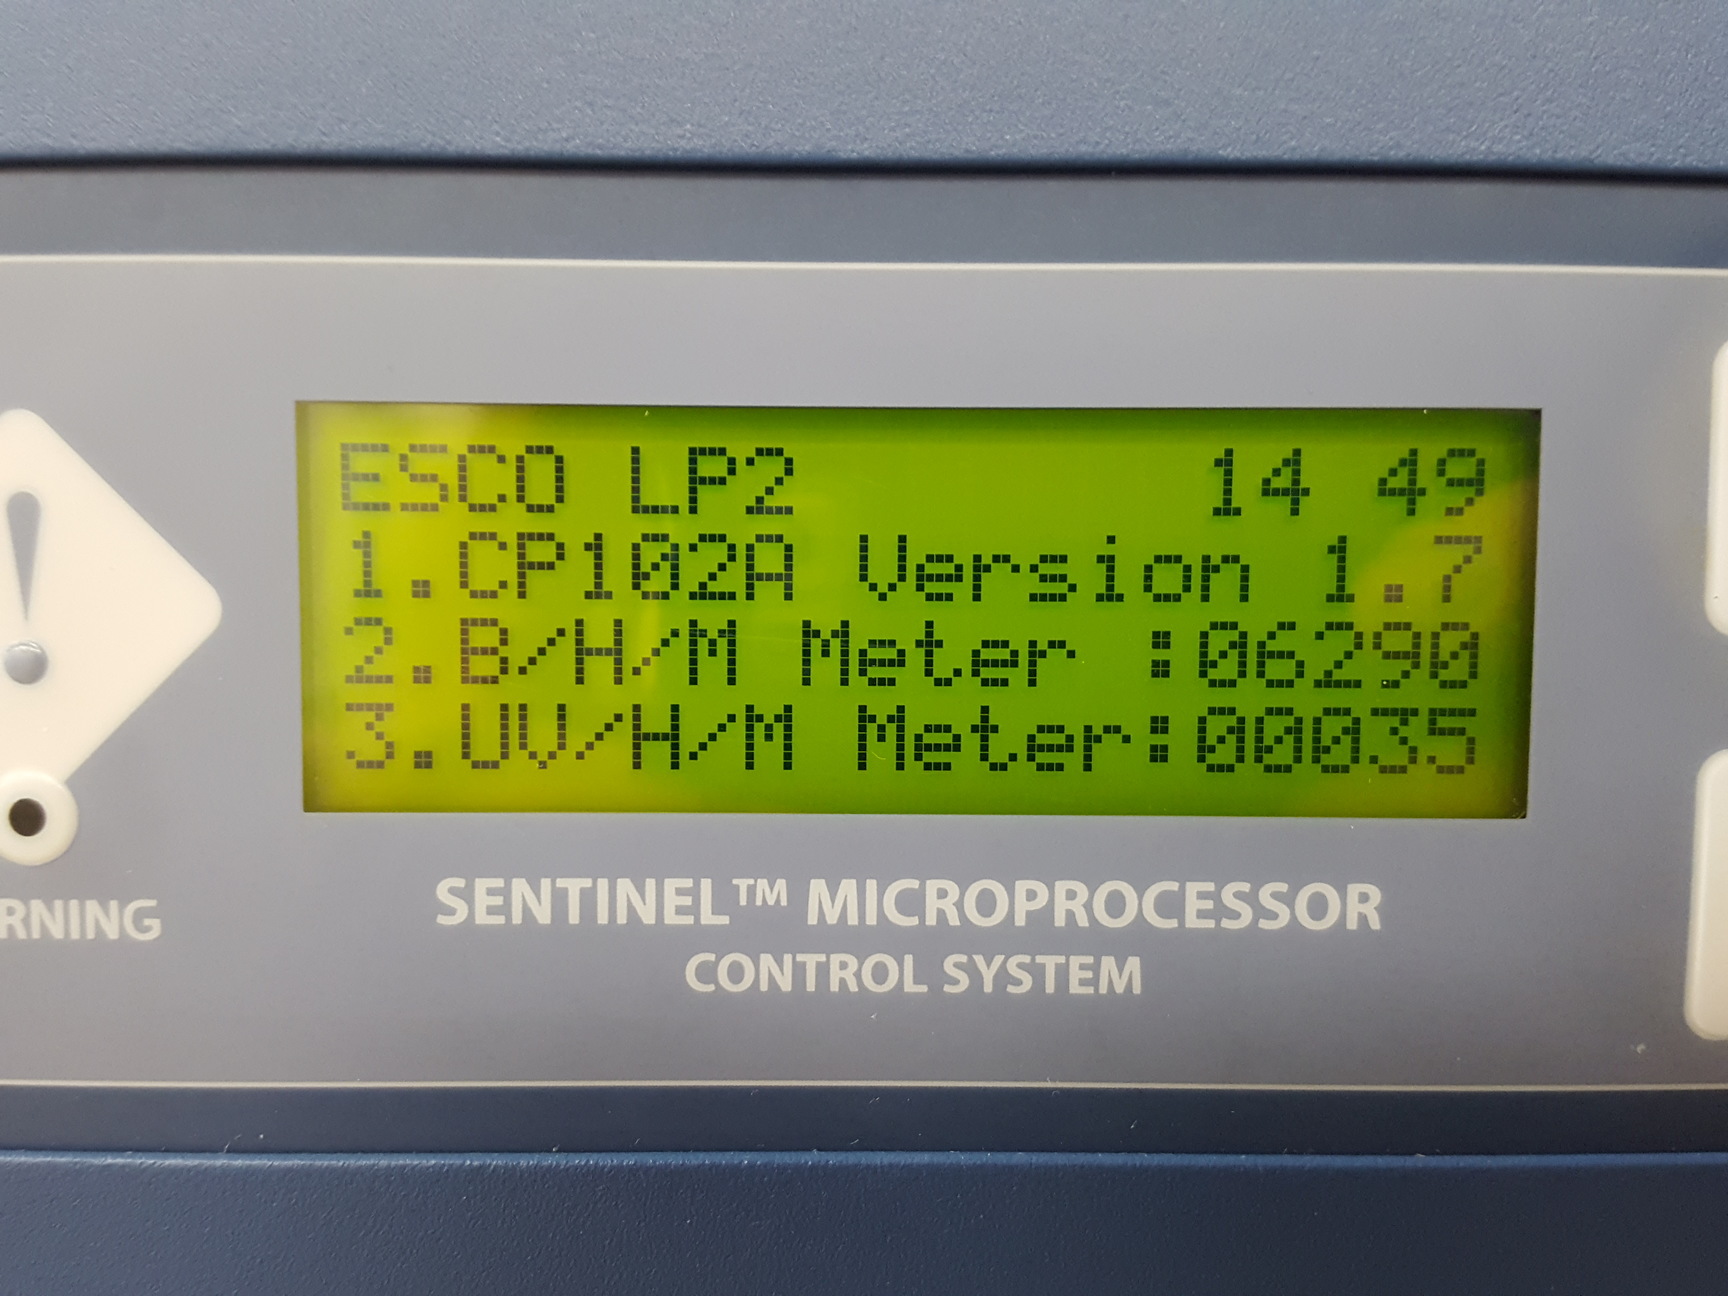 ESCO LP2 14 49
1.CP102A Version 1.7
2.B/H/M Meter :06290
3.UV/H/M Meter:00035
SENTINEL™ MICROPROCESSOR
CONTROL SYSTEM
RNING